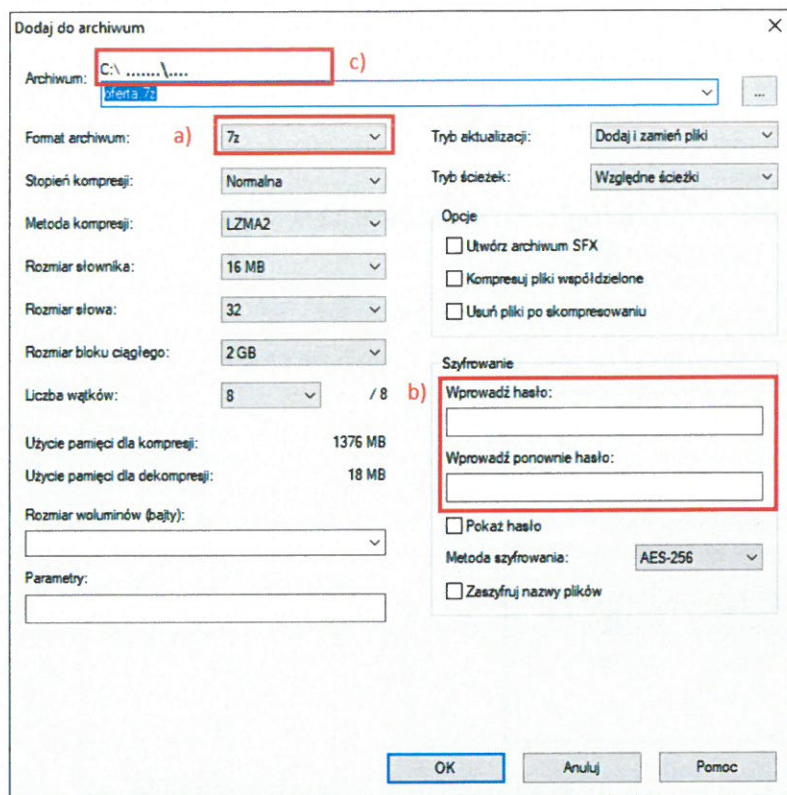 Dodaj do archiwum
C:\ .......\....
c)
Archiwum:
oferta.7z
...
Format archiwum:
a)
7z
Stopień kompresji:
Normalna
Metoda kompresji:
LZMA2
Rozmiar słownika:
16 MB
Rozmiar słowa:
32
Rozmiar bloku ciągłego:
2 GB
Liczba wątków:
8
/ 8
Użycie pamięci dla kompresji:
1376 MB
Użycie pamięci dla dekompresji:
18 MB
Rozmiar woluminów (bajty):
Parametry:
Tryb aktualizacji:
Dodaj i zamień pliki
Tryb ścieżek:
Względne ścieżki
Opcje
Utwórz archiwum SFX
Kompresuj pliki współdzielone
Usuń pliki po skompresowaniu
Szyfrowanie
b)
Wprowadź hasło:
Wprowadź ponownie hasło:
Pokaż hasło
Metoda szyfrowania:
AES-256
Zaszyfruj nazwy plików
OK
Anuluj
Pomoc